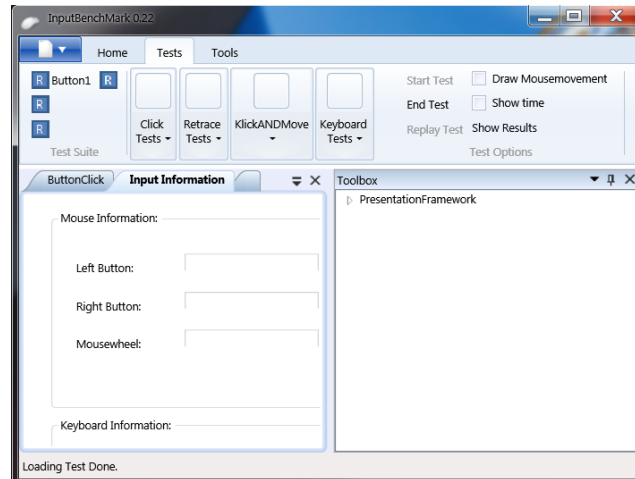 InputBenchMark 0.22
Home Tests Tools
R Button1 R
R
R
Test Suite
Click Tests
Retrace Tests
KlickANDMove
Keyboard Tests
Start Test
End Test
Replay Test
Draw Mousemovement
Show time
Show Results
Test Options
ButtonClick Input Information
Mouse Information:
Left Button:
Right Button:
Mousewheel:
Keyboard Information:
Toolbox
PresentationFramework
Loading Test Done.